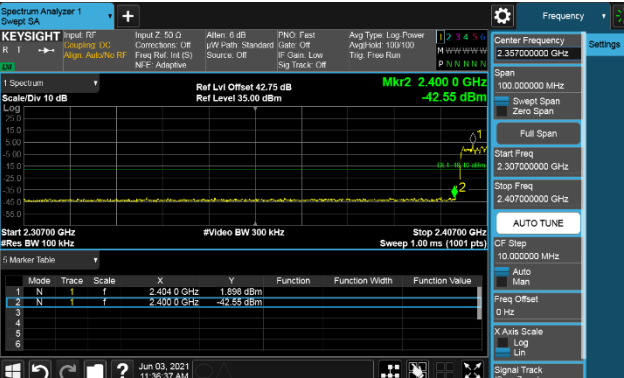 Spectrum Analyzer 1
Swept SA
Frequency
KEYSIGHT
R L
LXI
Input: RF
Coupling: DC
Align: Auto/No RF
Input Z: 50 Ω
Corrections: Off
Freq Ref: Int (S)
NFE: Adaptive
Atten: 6 dB
µW Path: Standard
Source: Off
PNO: Fast
Gate: Off
IF Gain: Low
Sig Track: Off
Avg Type: Log-Power
Avg|Hold: 100/100
Trig: Free Run
1 2 3 4 5 6
M W W W W W
P N N N N N
1 Spectrum
Scale/Div 10 dB
Log
Ref Lvl Offset 42.75 dB
Ref Level 35.00 dBm
Mkr2 2.400 0 GHz
-42.55 dBm
25.0
15.0
5.00
-5.00
-15.0
-25.0
-35.0
-45.0
-55.0
1
2
Start 2.30700 GHz
#Res BW 100 kHz
#Video BW 300 kHz
Stop 2.40700 GHz
Sweep 1.00 ms (1001 pts)
5 Marker Table
Mode Trace Scale X Y Function Function Width Function Value
1 N 1 f 2.404 0 GHz 1.898 dBm
2 N 1 f 2.400 0 GHz -42.55 dBm
3
4
5
6
Jun 03, 2021
11:36:37 AM
Center Frequency
2.357000000 GHz
Settings
Span
100.000000 MHz
Swept Span
Zero Span
Full Span
Start Freq
2.307000000 GHz
Stop Freq
2.407000000 GHz
AUTO TUNE
CF Step
10.000000 MHz
Auto
Man
Freq Offset
0 Hz
X Axis Scale
Log
Lin
Signal Track